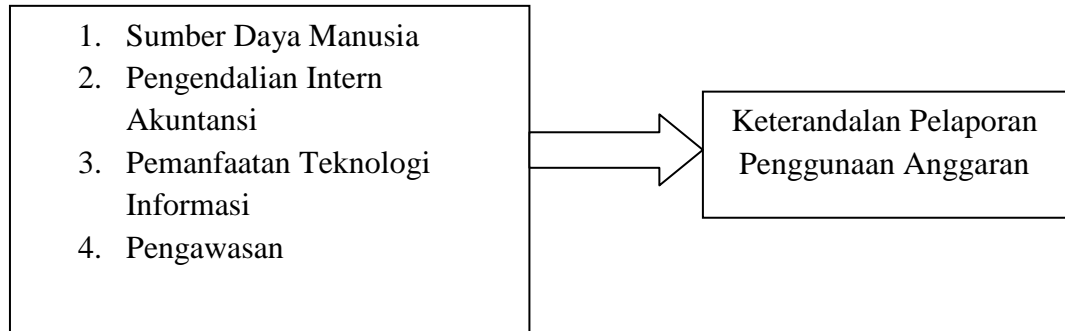 1. Sumber Daya Manusia
2. Pengendalian Intern
Akuntansi
3. Pemanfaatan Teknologi
Informasi
4. Pengawasan
Keterandalan Pelaporan
Penggunaan Anggaran